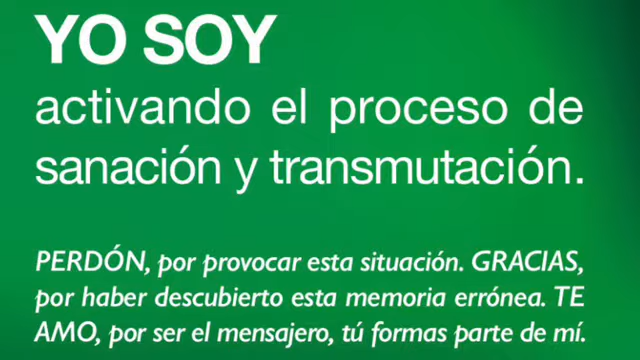 YO SOY
activando el proceso de
sanación y transmutación.
PERDÓN, por provocar esta situación. GRACIAS,
por haber descubierto esta memoria errónea. TE
AMO, por ser el mensajero, tú formas parte de mí.